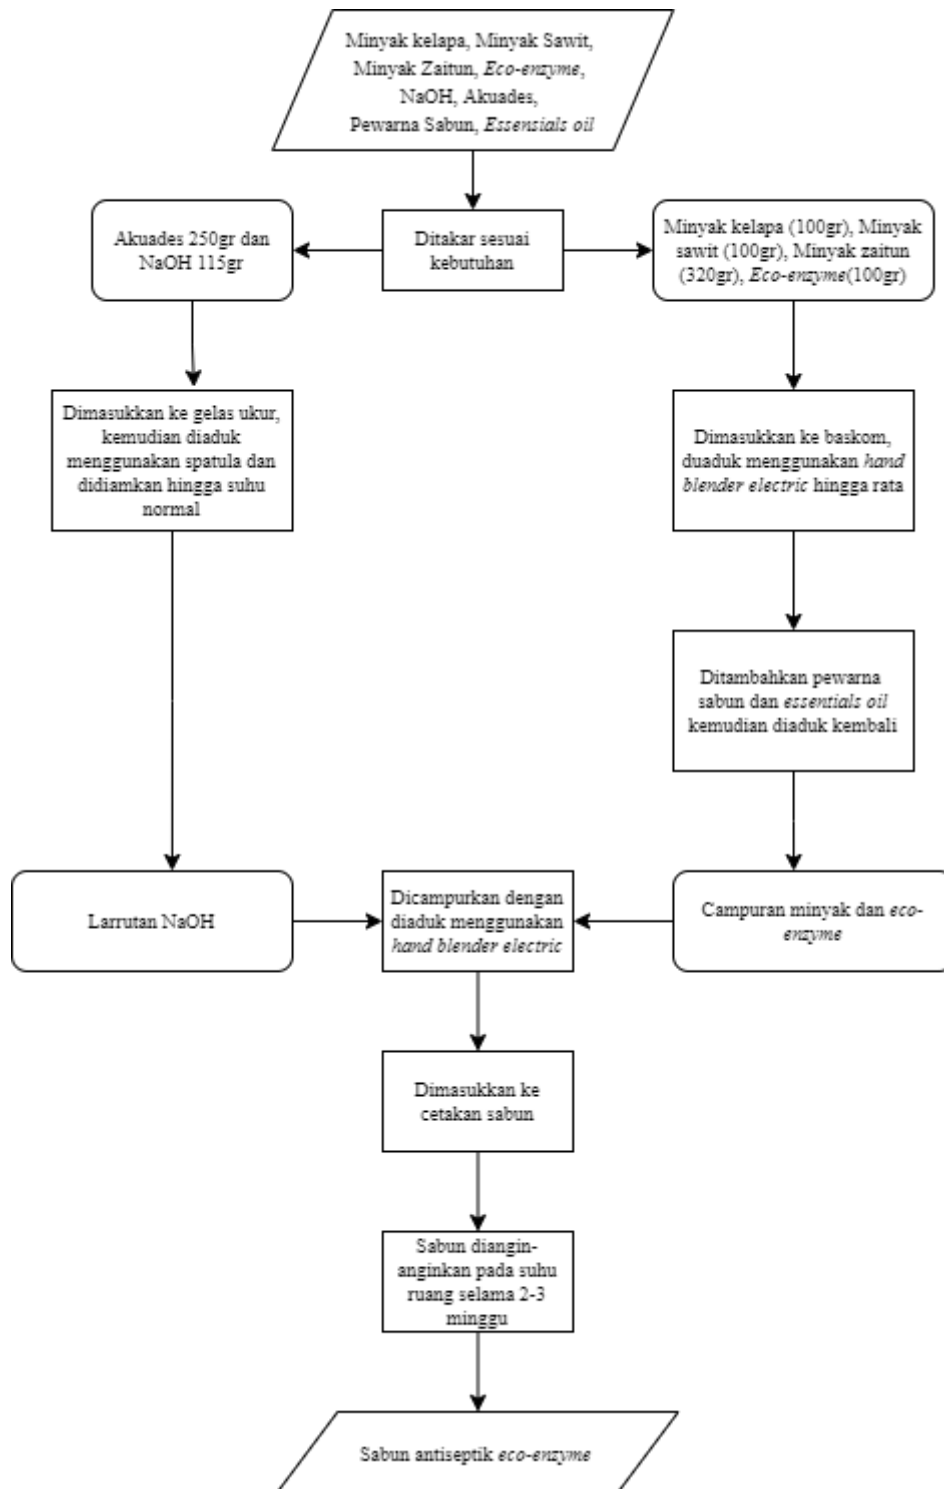 Minyak kelapa, Minyak Sawit,
Minyak Zaitun, Eco-enzyme,
NaOH, Akuades,
Pewarna Sabun, Essensials oil
Akuades 250gr dan
NaOH 115gr
Ditakar sesuai
kebutuhan
Minyak kelapa (100gr), Minyak
sawit (100gr), Minyak zaitun
(320gr), Eco-enzyme(100gr)
Dimasukkan ke gelas ukur,
kemudian diaduk
menggunakan spatula dan
didiamkan hingga suhu
normal
Dimasukkan ke baskom,
duaduk menggunakan hand
blender electric hingga rata
Ditambahkan pewarna
sabun dan essentials oil
kemudian diaduk kembali
Larrutan NaOH
Dicampurkan dengan
diaduk menggunakan
hand blender electric
Campuran minyak dan eco-
enzyme
Dimasukkan ke
cetakan sabun
Sabun diangin-
anginkan pada suhu
ruang selama 2-3
minggu
Sabun antiseptik eco-enzyme